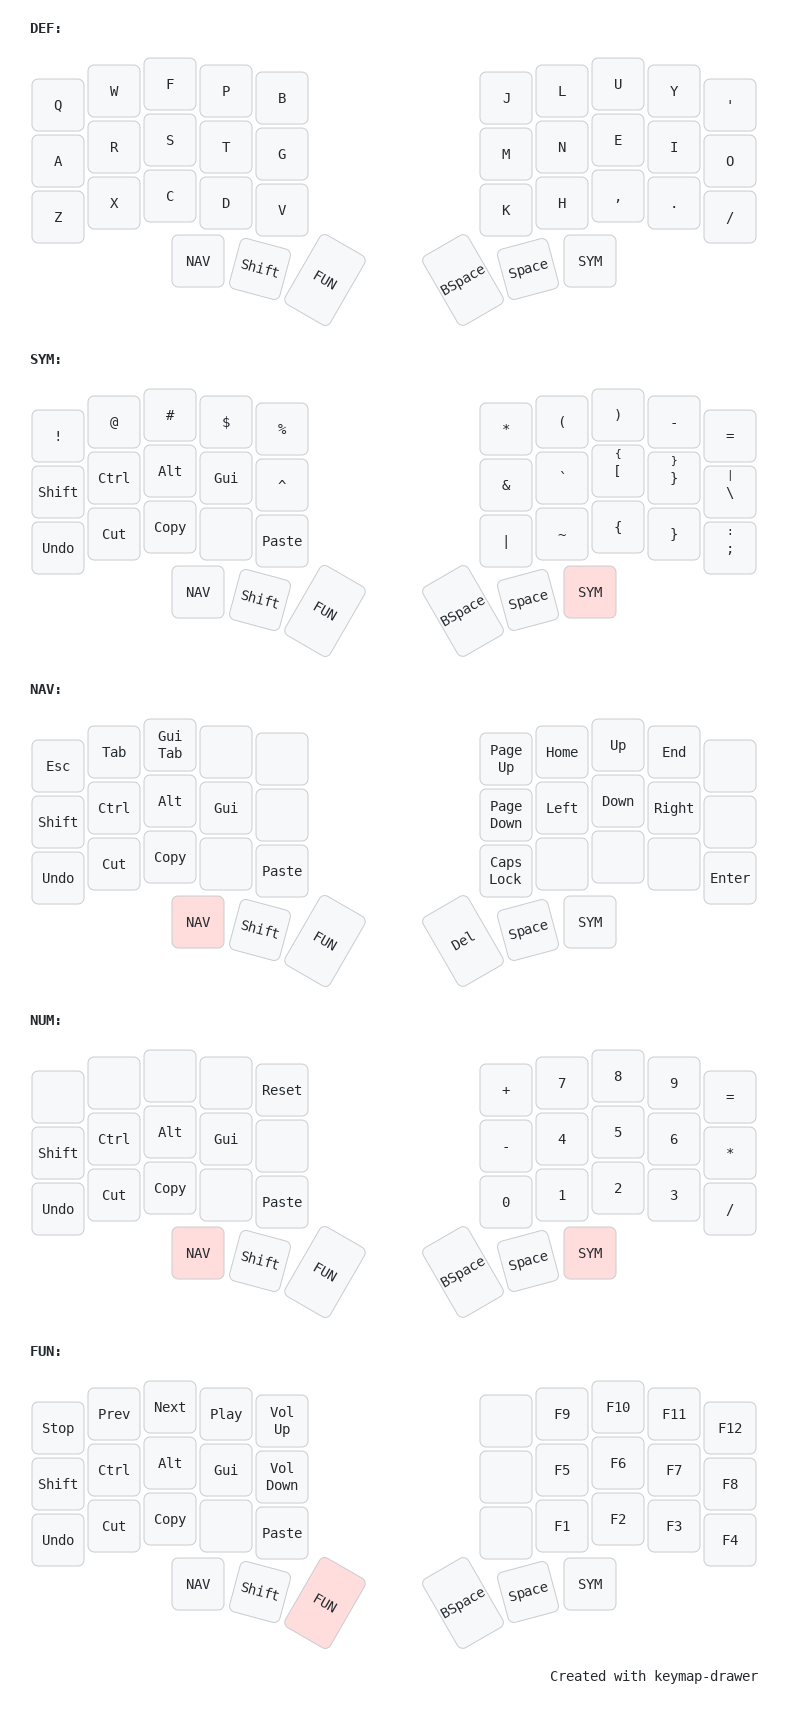 DEF:
Q W F P B J L U Y '
A R S T G M N E I O
Z X C D V K H , . /
NAV Shift FUN BSpace Space SYM
SYM:
! @ # $ % * ( ) - =
Shift Ctrl Alt Gui ^ & ` { [ } } | \
Undo Cut Copy Paste | ~ { } : ;
NAV Shift FUN BSpace Space SYM
NAV:
Esc Tab Gui Tab Page Up Home Up End
Shift Ctrl Alt Gui Page Down Left Down Right
Undo Cut Copy Paste Caps Lock Enter
NAV Shift FUN Del Space SYM
NUM:
Reset + 7 8 9 =
Shift Ctrl Alt Gui - 4 5 6 *
Undo Cut Copy Paste 0 1 2 3 /
NAV Shift FUN BSpace Space SYM
FUN:
Stop Prev Next Play Vol Up F9 F10 F11 F12
Shift Ctrl Alt Gui Vol Down F5 F6 F7 F8
Undo Cut Copy Paste F1 F2 F3 F4
NAV Shift FUN BSpace Space SYM
Created with keymap-drawer